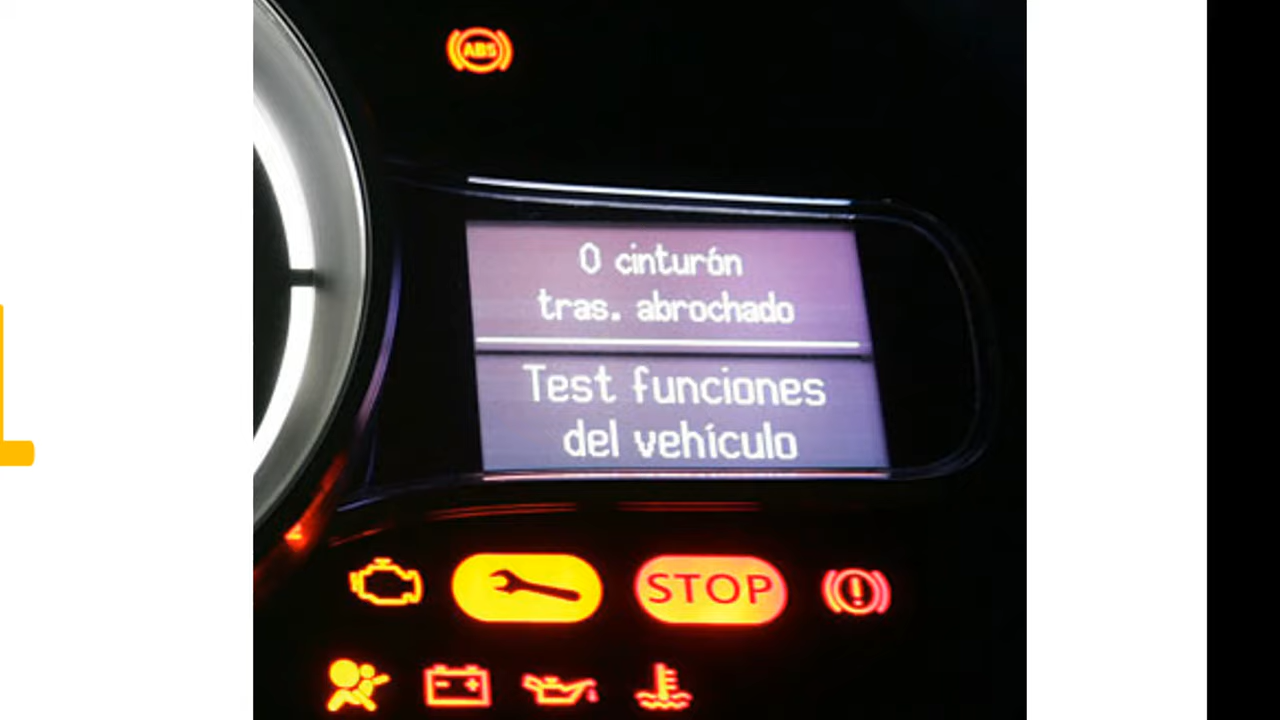 ABS
0 cinturón
tras. abrochado
Test funciones
del vehículo
STOP